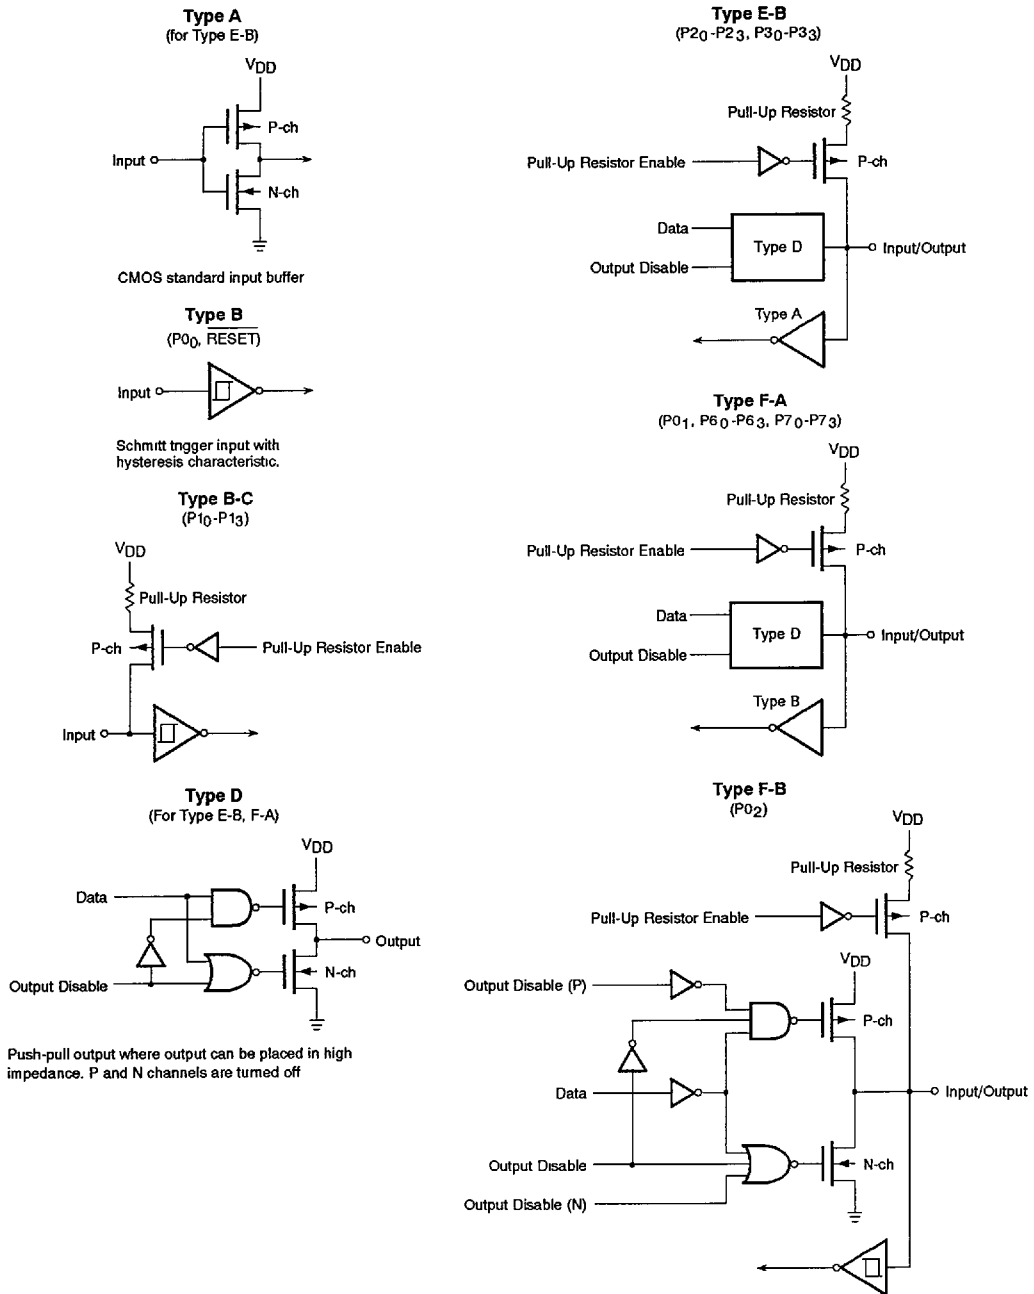 Type A
(for Type E-B)
VDD
P-ch
Input
N-ch
CMOS standard input buffer
Type B
(P00, RESET)
Input
Schmitt trigger input with
hysteresis characteristic.
Type B-C
(P10-P13)
VDD
Pull-Up Resistor
P-ch
Pull-Up Resistor Enable
Input
Type D
(For Type E-B, F-A)
VDD
Data
P-ch
Output
N-ch
Output Disable
Push-pull output where output can be placed in high
impedance. P and N channels are turned off
Type E-B
(P20-P23, P30-P33)
VDD
Pull-Up Resistor
Pull-Up Resistor Enable
P-ch
Data
Type D
Input/Output
Output Disable
Type A
Type F-A
(P01, P60-P63, P70-P73)
VDD
Pull-Up Resistor
Pull-Up Resistor Enable
P-ch
Data
Type D
Input/Output
Output Disable
Type B
Type F-B
(P02)
VDD
Pull-Up Resistor
Pull-Up Resistor Enable
P-ch
VDD
Output Disable (P)
P-ch
Data
Input/Output
Output Disable
N-ch
Output Disable (N)